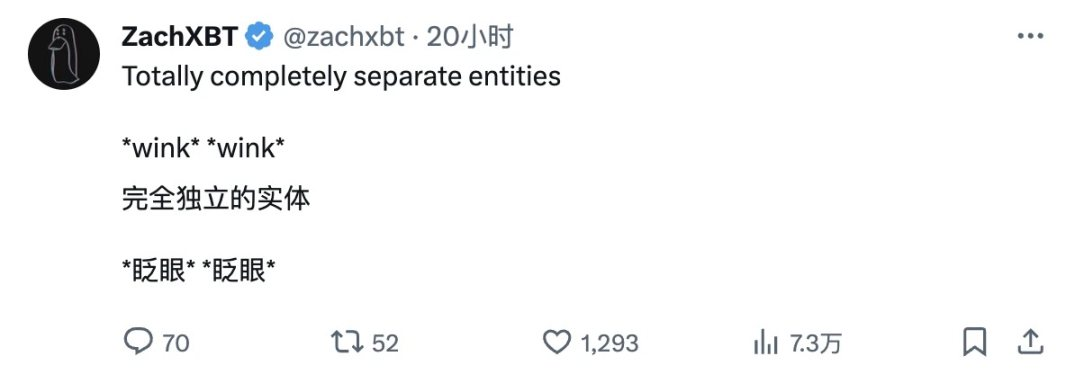 ZachXBT @zachxbt · 20小时
Totally completely separate entities
*wink* *wink*
完全独立的实体
*眨眼* *眨眼*
70 52 1,293 7.3万